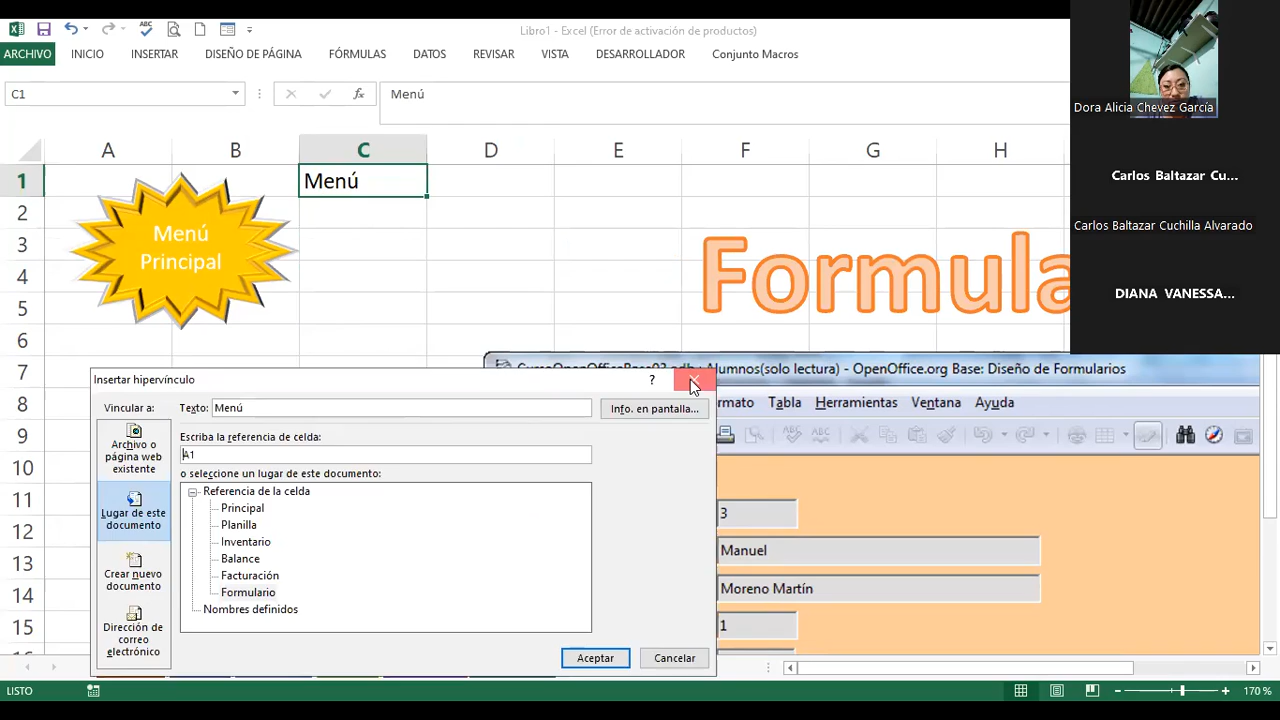 Libro1 - Excel (Error de activación de productos)
ARCHIVO INICIO INSERTAR DISEÑO DE PÁGINA FÓRMULAS DATOS REVISAR VISTA DESARROLLADOR Conjunto Macros
C1 fx Menú
A B C D E F G H
1 Menú
2
3
4
5
6
7
8
9
10
11
12
13
14
15
Menú
Principal
Formula
Alumnos(solo lectura) - OpenOffice.org Base: Diseño de Formularios
Tabla Herramientas Ventana Ayuda
3
Manuel
Moreno Martín
1
Insertar hipervínculo ?
Vincular a: Texto: Menú Info. en pantalla...
Archivo o
página web
existente
Lugar de este
documento
Crear nuevo
documento
Dirección de
correo
electrónico
Escriba la referencia de celda:
A1
o seleccione un lugar de este documento:
Referencia de la celda
Principal
Planilla
Inventario
Balance
Facturación
Formulario
Nombres definidos
Aceptar Cancelar
Dora Alicia Chevez García
Carlos Baltazar Cu...
Carlos Baltazar Cuchilla Alvarado
DIANA VANESSA...
LISTO 170 %